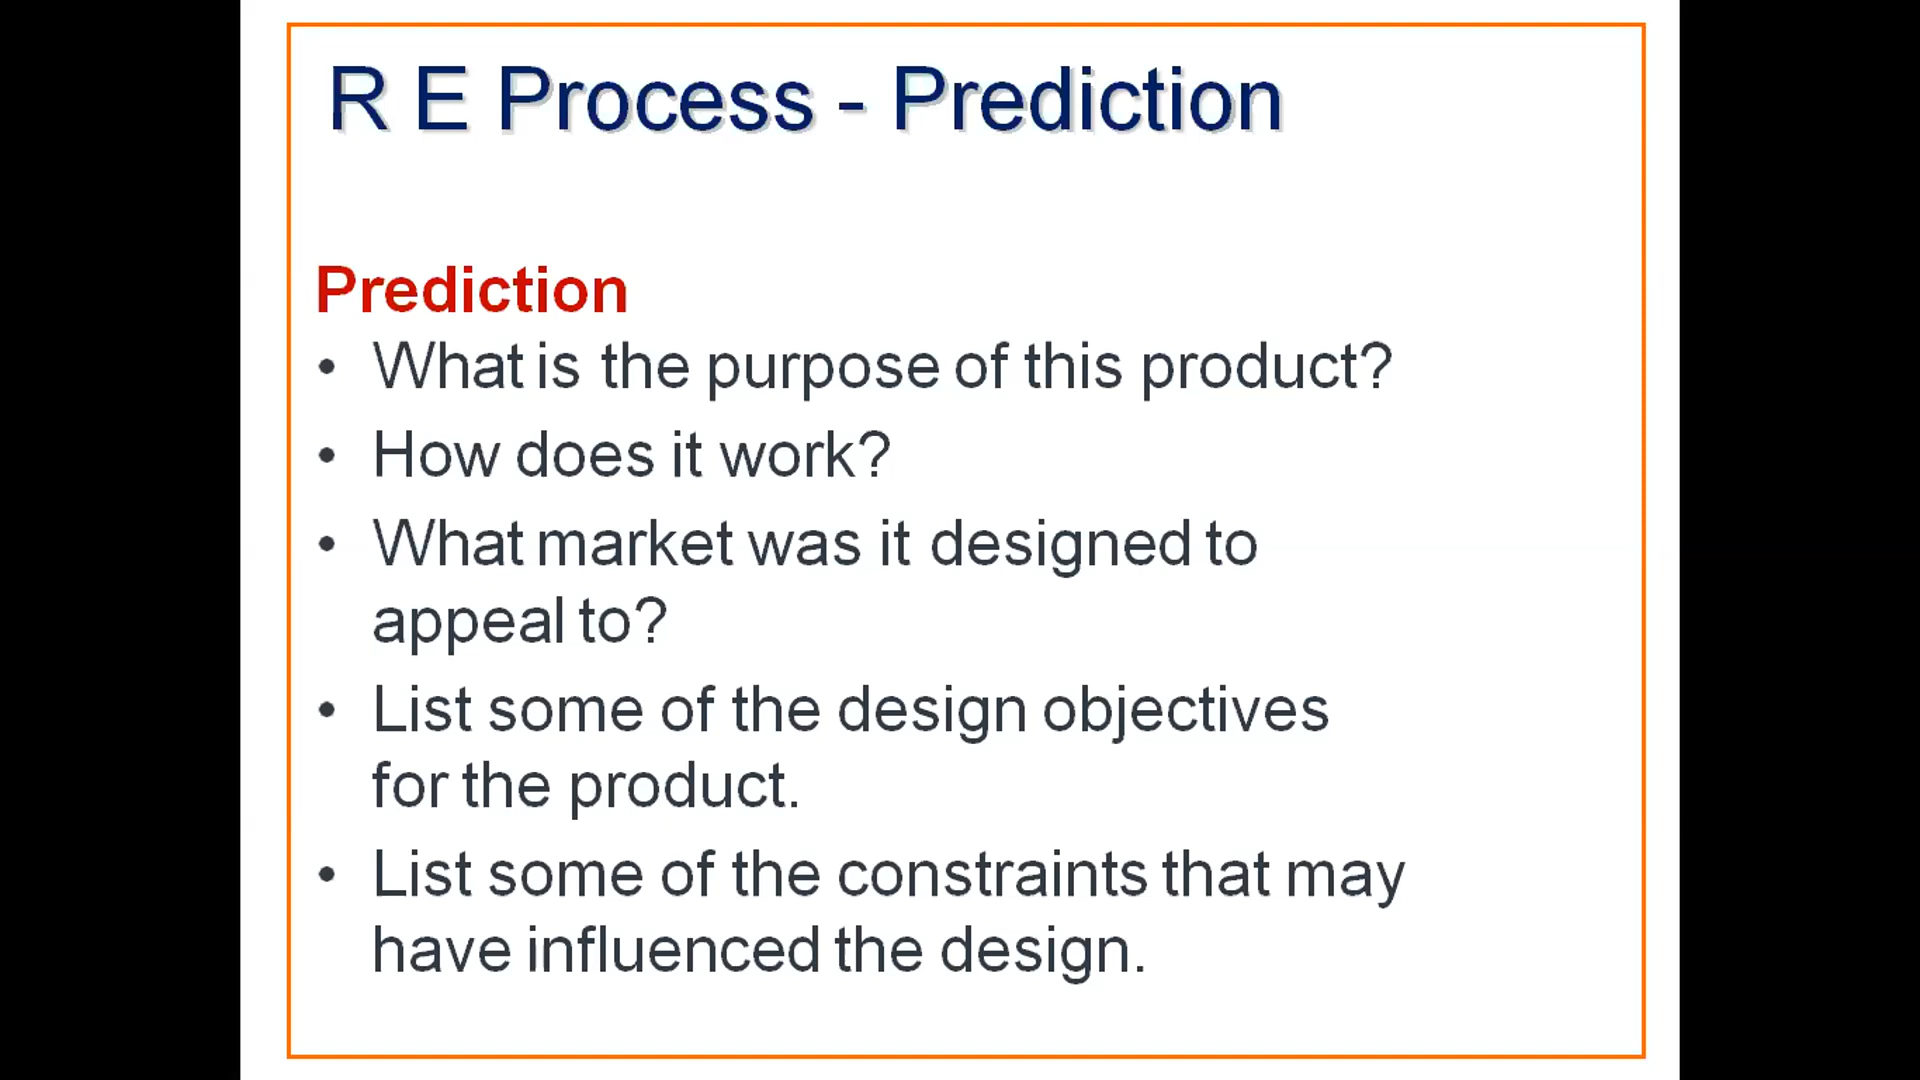 R E Process - Prediction
Prediction
• What is the purpose of this product?
• How does it work?
• What market was it designed to
appeal to?
• List some of the design objectives
for the product.
• List some of the constraints that may
have influenced the design.